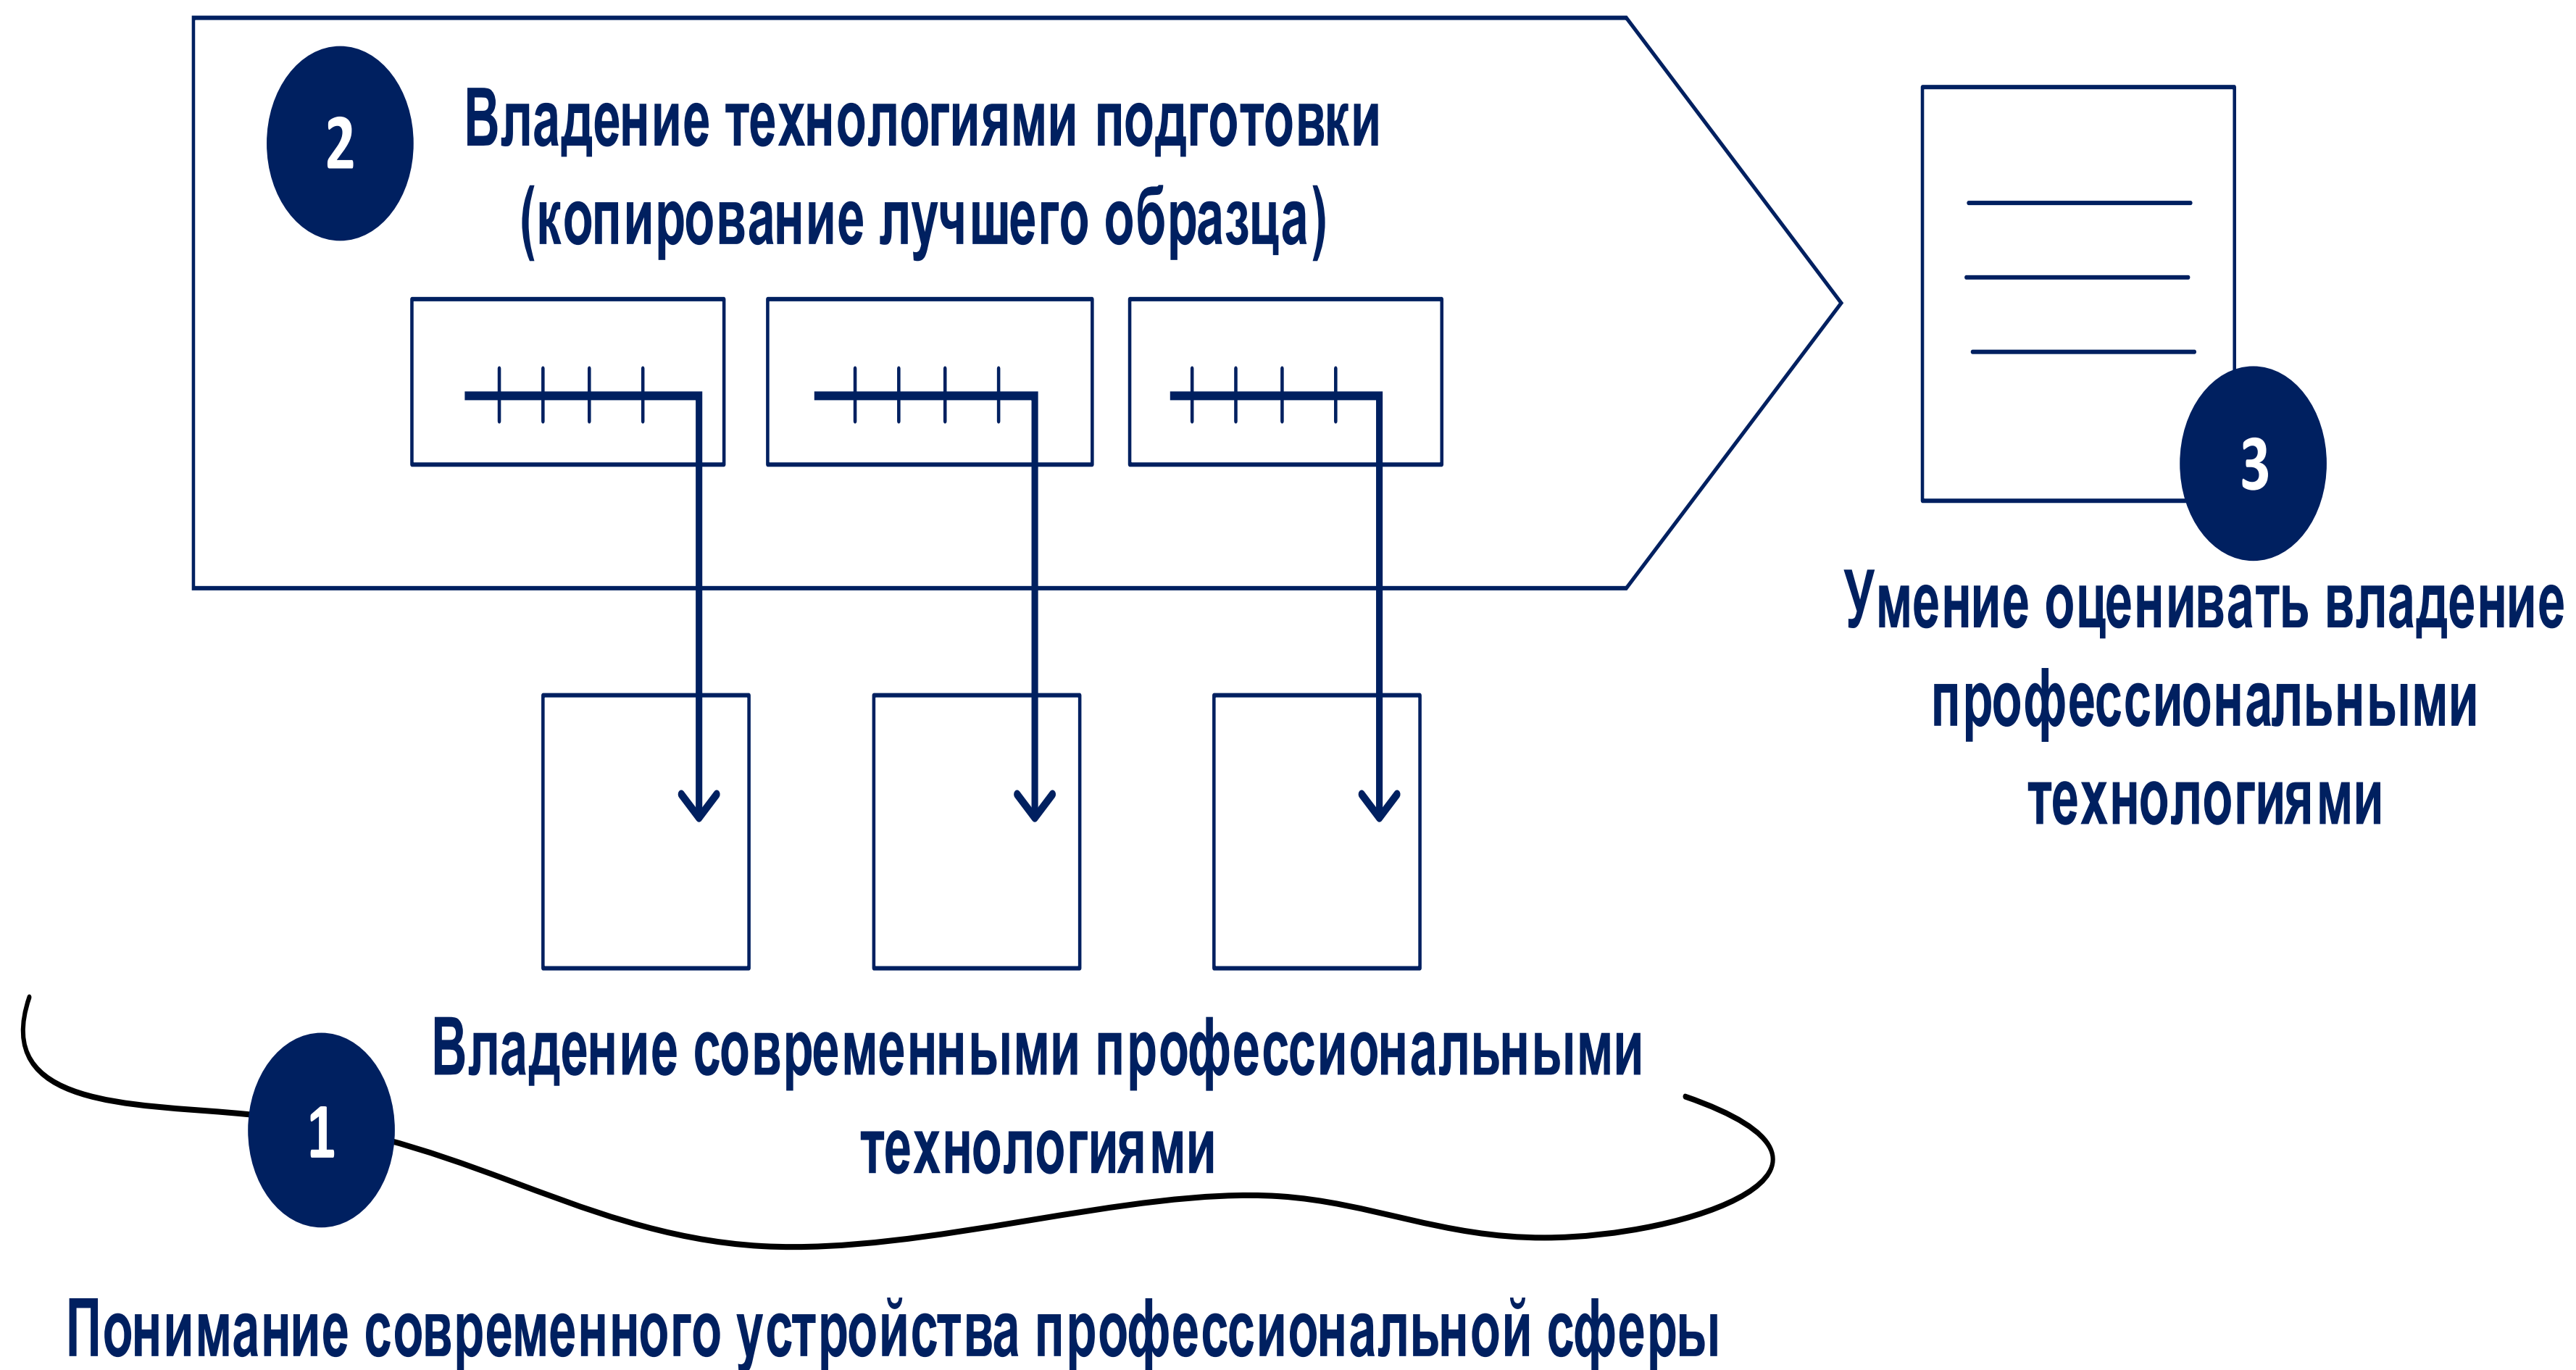 2
Владение технологиями подготовки
(копирование лучшего образца)
3
Умение оценивать владение
профессиональными
технологиями
Владение современными профессиональными
технологиями
1
Понимание современного устройства профессиональной сферы